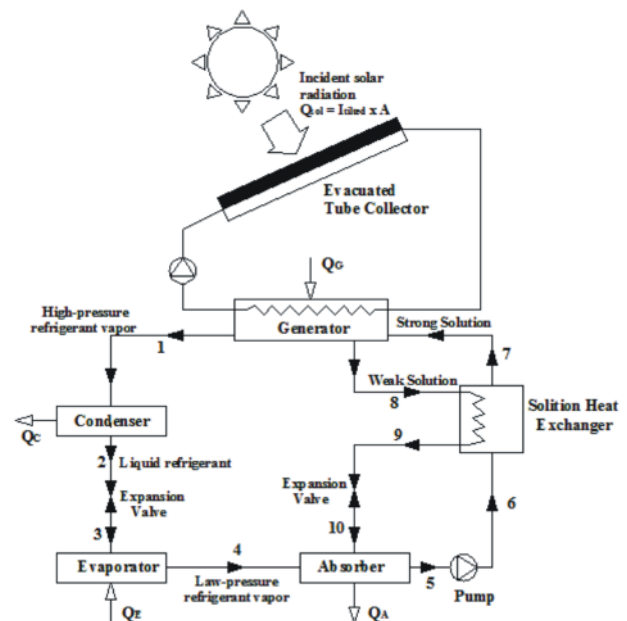 Incident solar
radiation
Qsol = Itilted x A
Evacuated
Tube Collector
QG
High-pressure
refrigerant vapor
Generator
Strong Solution
1
7
Weak Solution
8
Condenser
Solition Heat
Exchanger
QC
9
2
Liquid refrigerant
Expansion
Valve
Expansion
Valve
6
3
10
4
Evaporator
Absorber
5
Law-pressure
refrigerant vapor
Pump
QE
QA